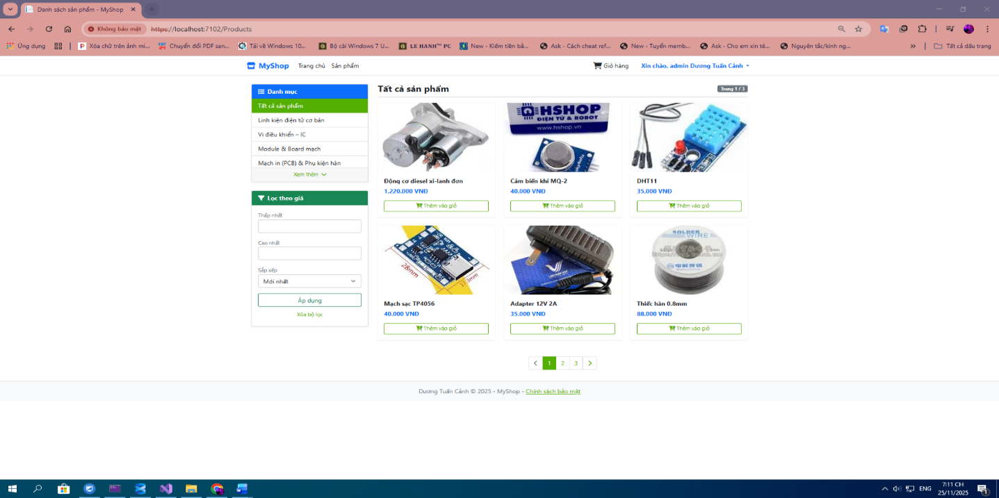 Danh sách sản phẩm - MyShop
Không bảo mật
https://localhost:7102/Products
Ứng dụng
Xóa chữ trên ảnh mi...
Chuyển đổi PDF san...
Tải về Windows 10...
Bộ cài Windows 7 U...
LE HANH™ PC
New - Kiếm tiền bằ...
Ask - Cách cheat ref...
New - Tuyển memb...
Ask - Cho em xin tê...
Nguyên tắc/kinh ng...
Tất cả dấu trang
MyShop
Trang chủ
Sản phẩm
Giỏ hàng
Xin chào, admin Dương Tuấn Cảnh
Danh mục
Tất cả sản phẩm
Linh kiện điện tử cơ bản
Vi điều khiển – IC
Module & Board mạch
Mạch in (PCB) & Phụ kiện hàn
Xem thêm
Lọc theo giá
Thấp nhất
Cao nhất
Sắp xếp
Mới nhất
Áp dụng
Xóa bộ lọc
Tất cả sản phẩm
Trang 1 / 3
HSHOP
ĐIỆN TỬ & ROBOT
www.hshop.vn
Động cơ diesel xi-lanh đơn
1.220.000 VNĐ
Thêm vào giỏ
Cảm biến khí MQ-2
40.000 VNĐ
Thêm vào giỏ
DHT11
35.000 VNĐ
Thêm vào giỏ
28mm
17.3mm
SOLDER
WIRE
Mạch sạc TP4056
40.000 VNĐ
Thêm vào giỏ
Adapter 12V 2A
35.000 VNĐ
Thêm vào giỏ
Thiếc hàn 0.8mm
88.000 VNĐ
Thêm vào giỏ
1
2
3
Dương Tuấn Cảnh © 2025 - MyShop - Chính sách bảo mật
ENG
7:11 CH
25/11/2025
1